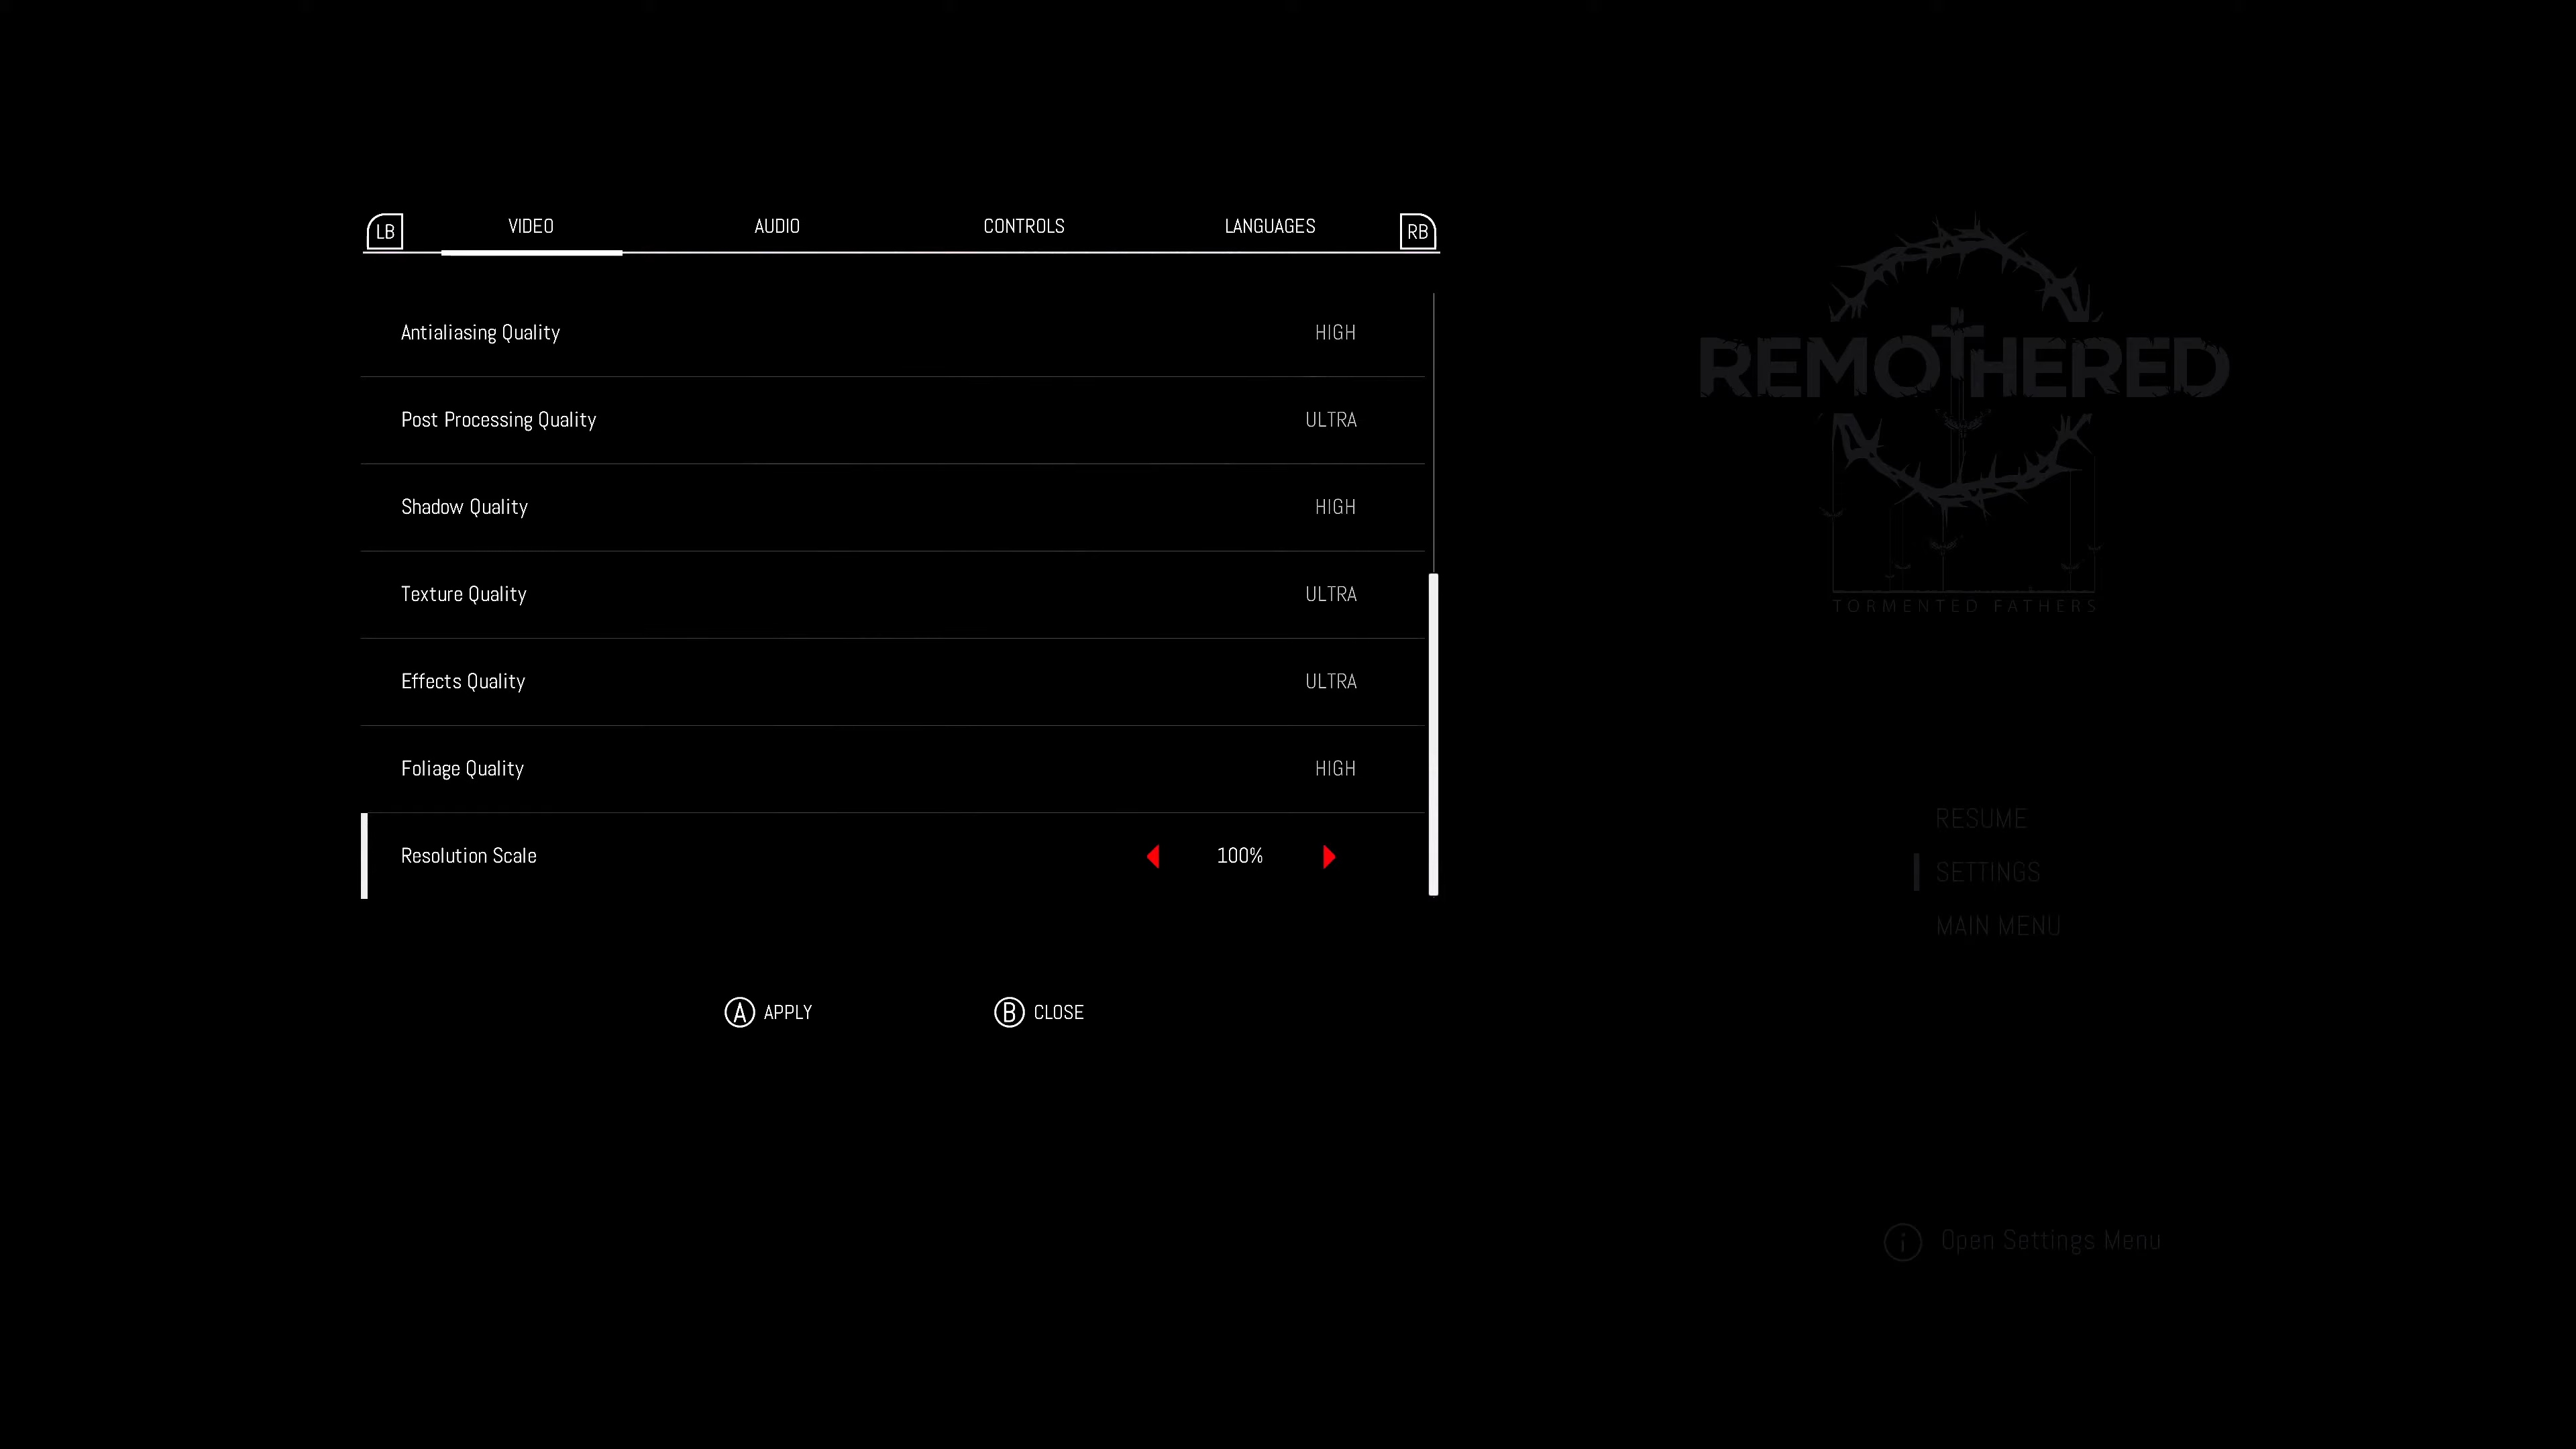 LB VIDEO AUDIO CONTROLS LANGUAGES RB
Antialiasing Quality HIGH
Post Processing Quality ULTRA
Shadow Quality HIGH
Texture Quality ULTRA
Effects Quality ULTRA
Foliage Quality HIGH
Resolution Scale 100%
A APPLY B CLOSE
REMOTHERED
TORMENTED FATHERS
RESUME
SETTINGS
MAIN MENU
i Open Settings Menu